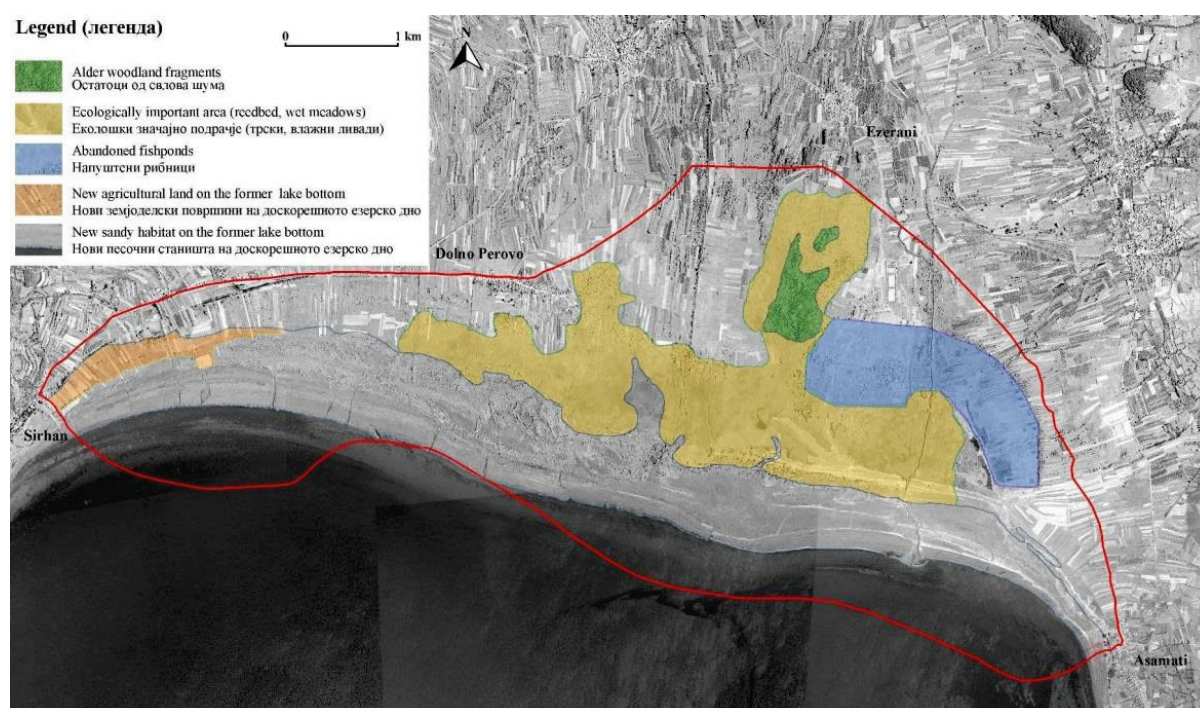 Legend (легенда)
0 1 km
N
Alder woodland fragments
Остатоци од евлова шума
Ecologically important area (reedbed, wet meadows)
Еколошки значајно подрачје (трски, влажни ливади)
Abandoned fishponds
Напуштени рибници
New agricultural land on the former lake bottom
Нови земјоделски површини на доскорешното езерско дно
New sandy habitat on the former lake bottom
Нови песочни станишта на доскорешното езерско дно
Ezerani
Dolno Perovo
Sirhan
Asamati